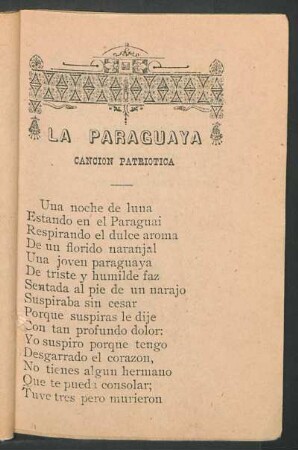 LA PARAGUAYA
CANCION PATRIOTICA
Una noche de luna
Estando en el Paraguai
Respirando el dulce aroma
De un florido naranjal
Una joven paraguaya
De triste y humilde faz
Sentada al pie de un narajo
Suspiraba sin cesar
Porque suspiras le dije
Con tan profundo dolor:
Yo suspiro porque tengo
Desgarrado el corazon,
No tienes algun hermano
Que te pueda consolar;
Tuve tres pero murieron